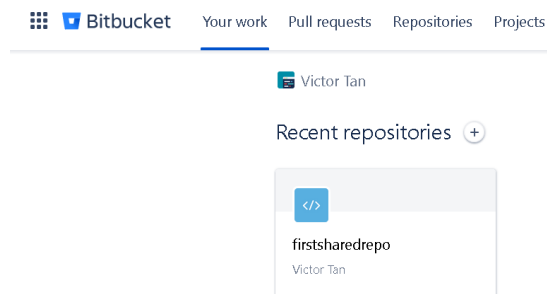 Bitbucket Your work Pull requests Repositories Projects
Victor Tan
Recent repositories +
</>
firstsharedrepo
Victor Tan